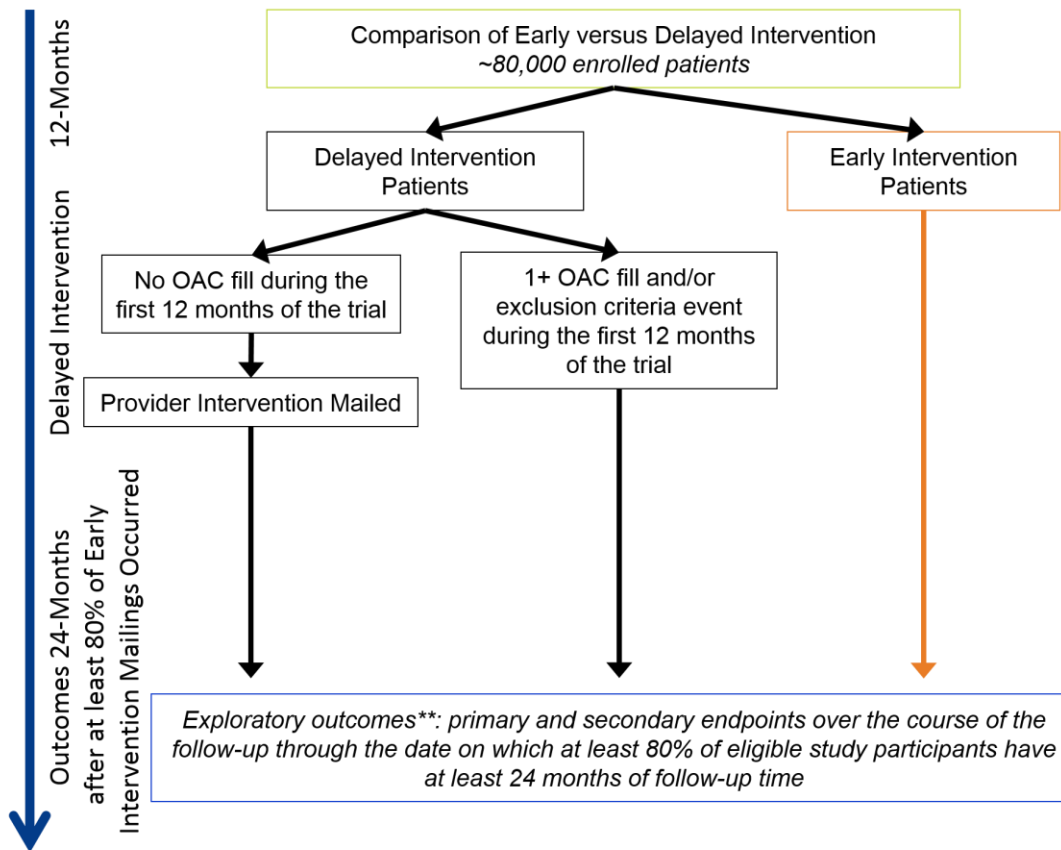 12-Months
Comparison of Early versus Delayed Intervention
~80,000 enrolled patients
Delayed Intervention
Patients
Early Intervention
Patients
Delayed Intervention
No OAC fill during the
first 12 months of the trial
1+ OAC fill and/or
exclusion criteria event
during the first 12 months
of the trial
Provider Intervention Mailed
Outcomes 24-Months
after at least 80% of Early
Intervention Mailings Occurred
Exploratory outcomes**: primary and secondary endpoints over the course of the
follow-up through the date on which at least 80% of eligible study participants have
at least 24 months of follow-up time